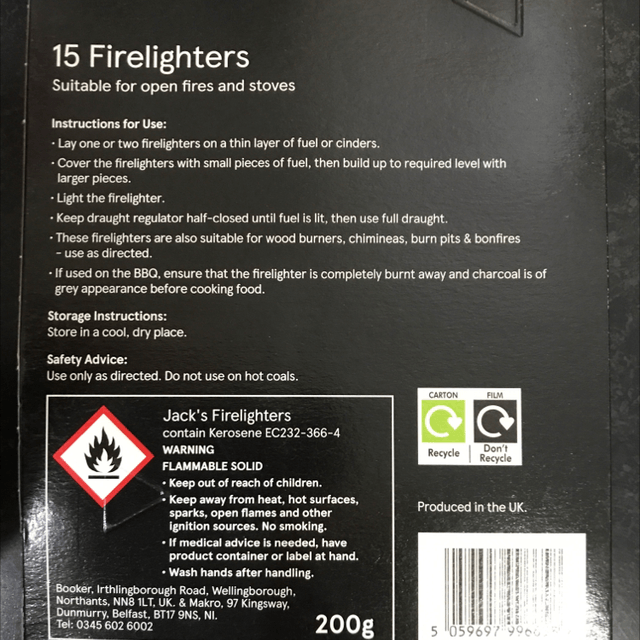 15 Firelighters
Suitable for open fires and stoves
Instructions for Use:
• Lay one or two firelighters on a thin layer of fuel or cinders.
• Cover the firelighters with small pieces of fuel, then build up to required level with
larger pieces.
• Light the firelighter.
• Keep draught regulator half-closed until fuel is lit, then use full draught.
• These firelighters are also suitable for wood burners, chimineas, burn pits & bonfires
- use as directed.
• If used on the BBQ, ensure that the firelighter is completely burnt away and charcoal is of
grey appearance before cooking food.
Storage Instructions:
Store in a cool, dry place.
Safety Advice:
Use only as directed. Do not use on hot coals.
Jack's Firelighters
contain Kerosene EC232-366-4
WARNING
FLAMMABLE SOLID
• Keep out of reach of children.
• Keep away from heat, hot surfaces,
sparks, open flames and other
ignition sources. No smoking.
• If medical advice is needed, have
product container or label at hand.
• Wash hands after handling.
Booker, Irthlingborough Road, Wellingborough,
Northants, NN8 1LT, UK. & Makro, 97 Kingsway,
Dunmurry, Belfast, BT17 9NS, NI.
Tel: 0345 602 6002
200g
CARTON
Recycle
FILM
Don't
Recycle
Produced in the UK.
5 059697